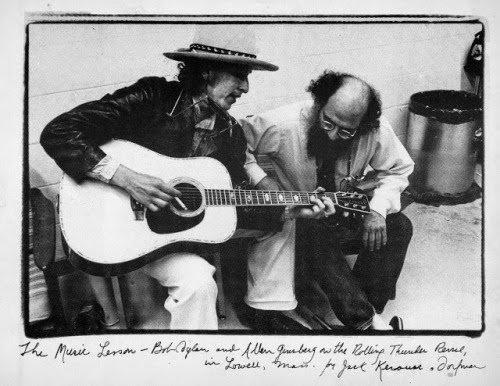 The Music Lesson – Bob Dylan and Allen Ginsberg on the Rolling Thunder Revue,
in Lowell, Mass. for Jack Kerouac • Dorfman